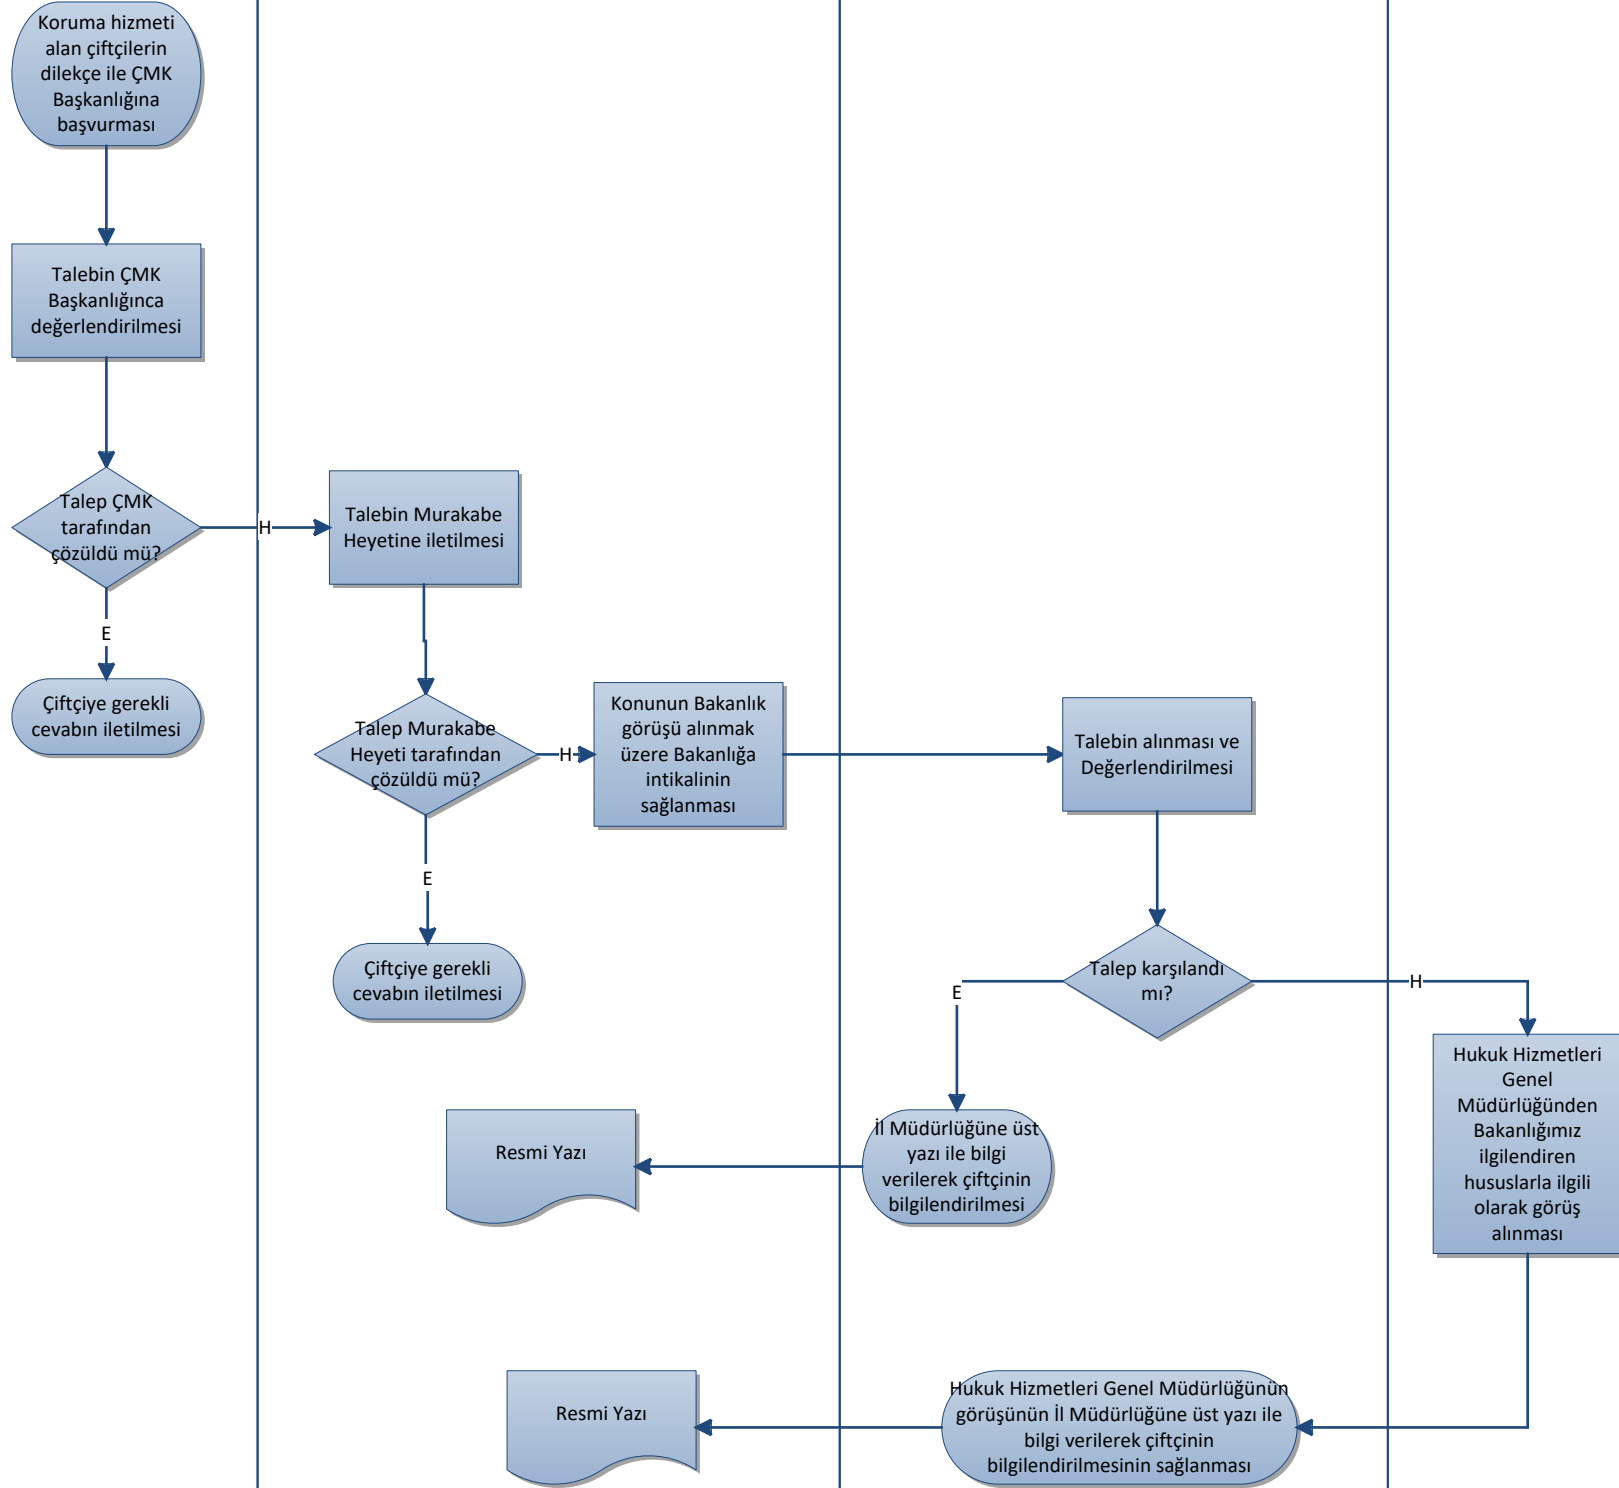 Koruma hizmeti
alan çiftçilerin
dilekçe ile ÇMK
Başkanlığına
başvurması
Talebin ÇMK
Başkanlığınca
değerlendirilmesi
Talep ÇMK
tarafından
çözüldü mü?
H
Talebin Murakabe
Heyetine iletilmesi
E
Çiftçiye gerekli
cevabın iletilmesi
Talep Murakabe
Heyeti tarafından
çözüldü mü?
H
Konunun Bakanlık
görüşü alınmak
üzere Bakanlığa
intikalinin
sağlanması
Talebin alınması ve
Değerlendirilmesi
E
Çiftçiye gerekli
cevabın iletilmesi
Talep karşılandı
mı?
E
H
Hukuk Hizmetleri
Genel
Müdürlüğünden
Bakanlığımız
ilgilendiren
hususlarla ilgili
olarak görüş
alınması
İl Müdürlüğüne üst
yazı ile bilgi
verilerek çiftçinin
bilgilendirilmesi
Resmi Yazı
Hukuk Hizmetleri Genel Müdürlüğünün
görüşünün İl Müdürlüğüne üst yazı ile
bilgi verilerek çiftçinin
bilgilendirilmesinin sağlanması
Resmi Yazı